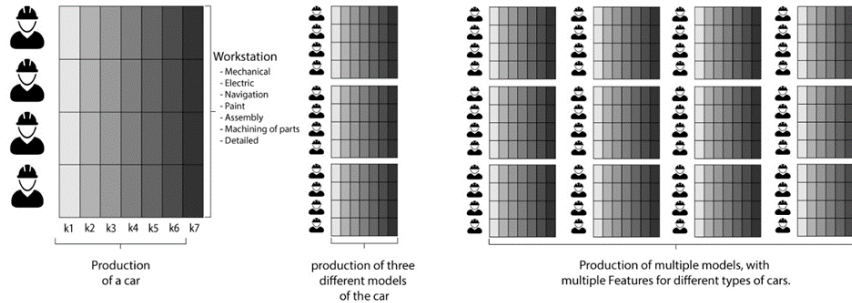 Workstation
- Mechanical
- Electric
- Navigation
- Paint
- Assembly
- Machining of parts
- Detailed
k1 k2 k3 k4 k5 k6 k7
Production
of a car
production of three
different models
of the car
Production of multiple models, with
multiple Features for different types of cars.